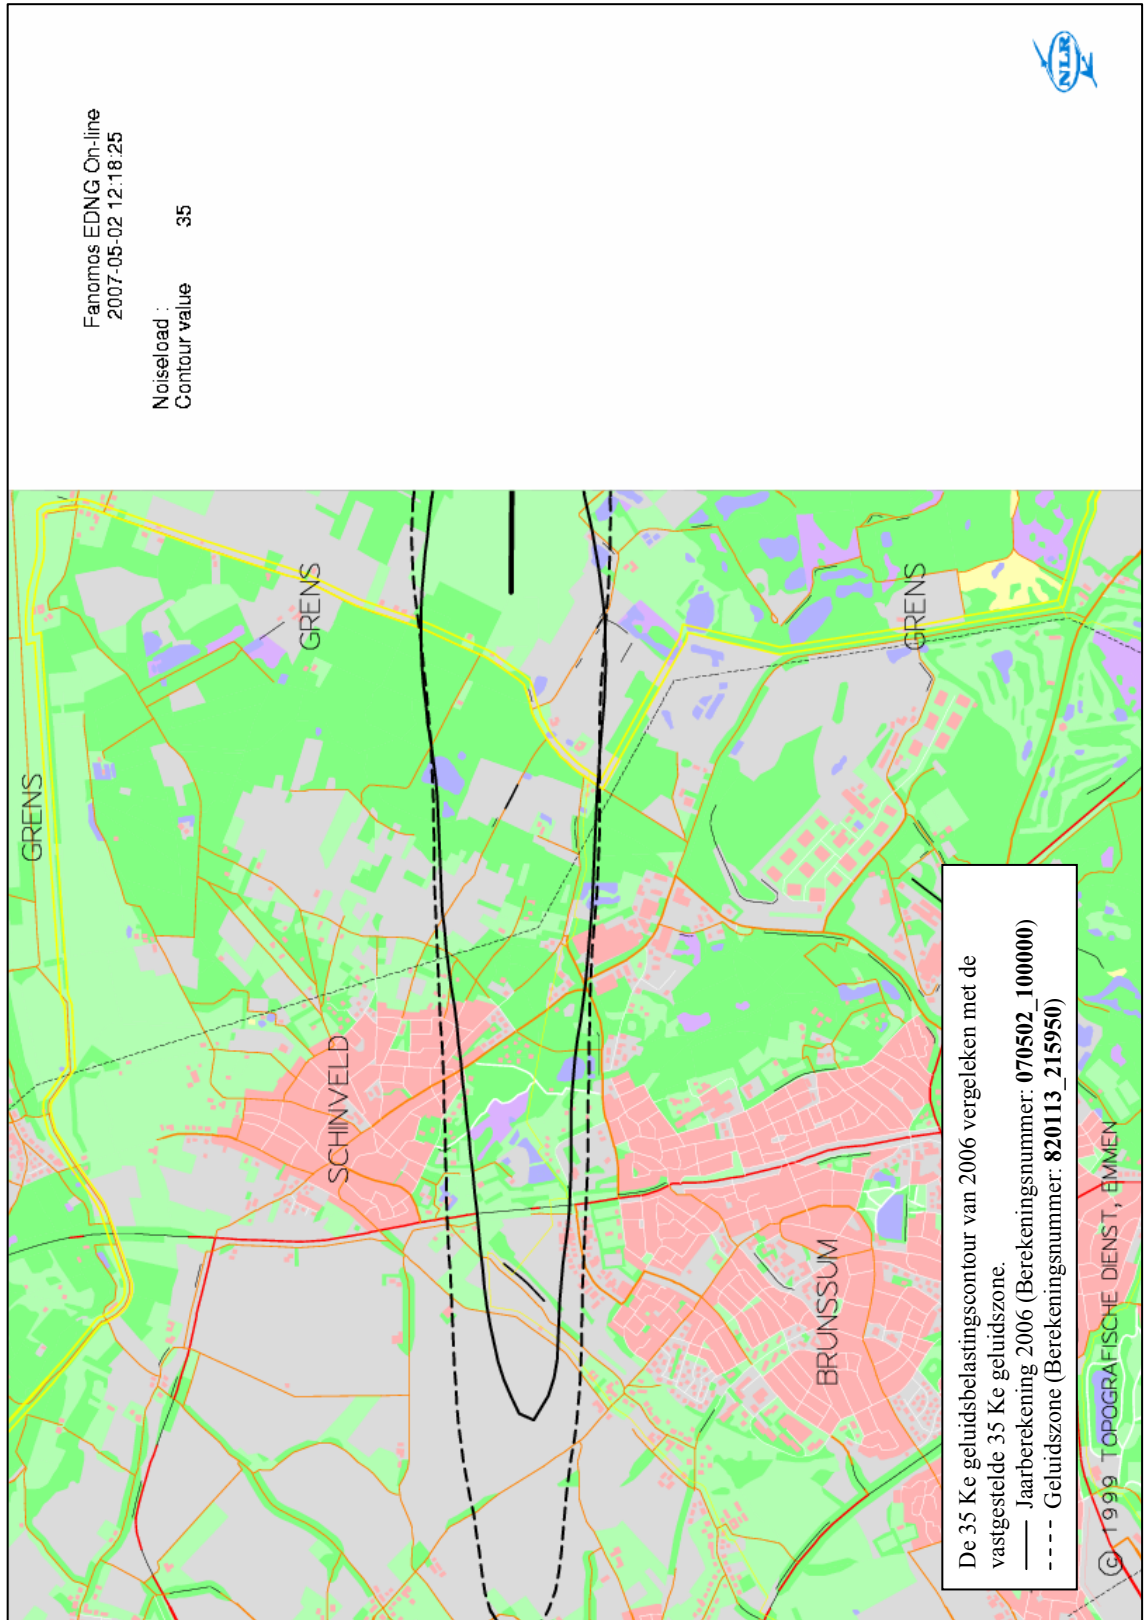 Fanomos EDNG On-line
2007-05-02 12:18:25
Noiseload :
Contour value 35
NLR
GRENS
GRENS
GRENS
SCHINVELD
BRUNSSUM
De 35 Ke geluidsbelastingscontour van 2006 vergeleken met de
vastgestelde 35 Ke geluidszone.
Jaarberekening 2006 (Berekeningsnummer: 070502_100000)
Geluidszone (Berekeningsnummer: 820113_215950)
© 1999 TOPOGRAFISCHE DIENST, EMMEN